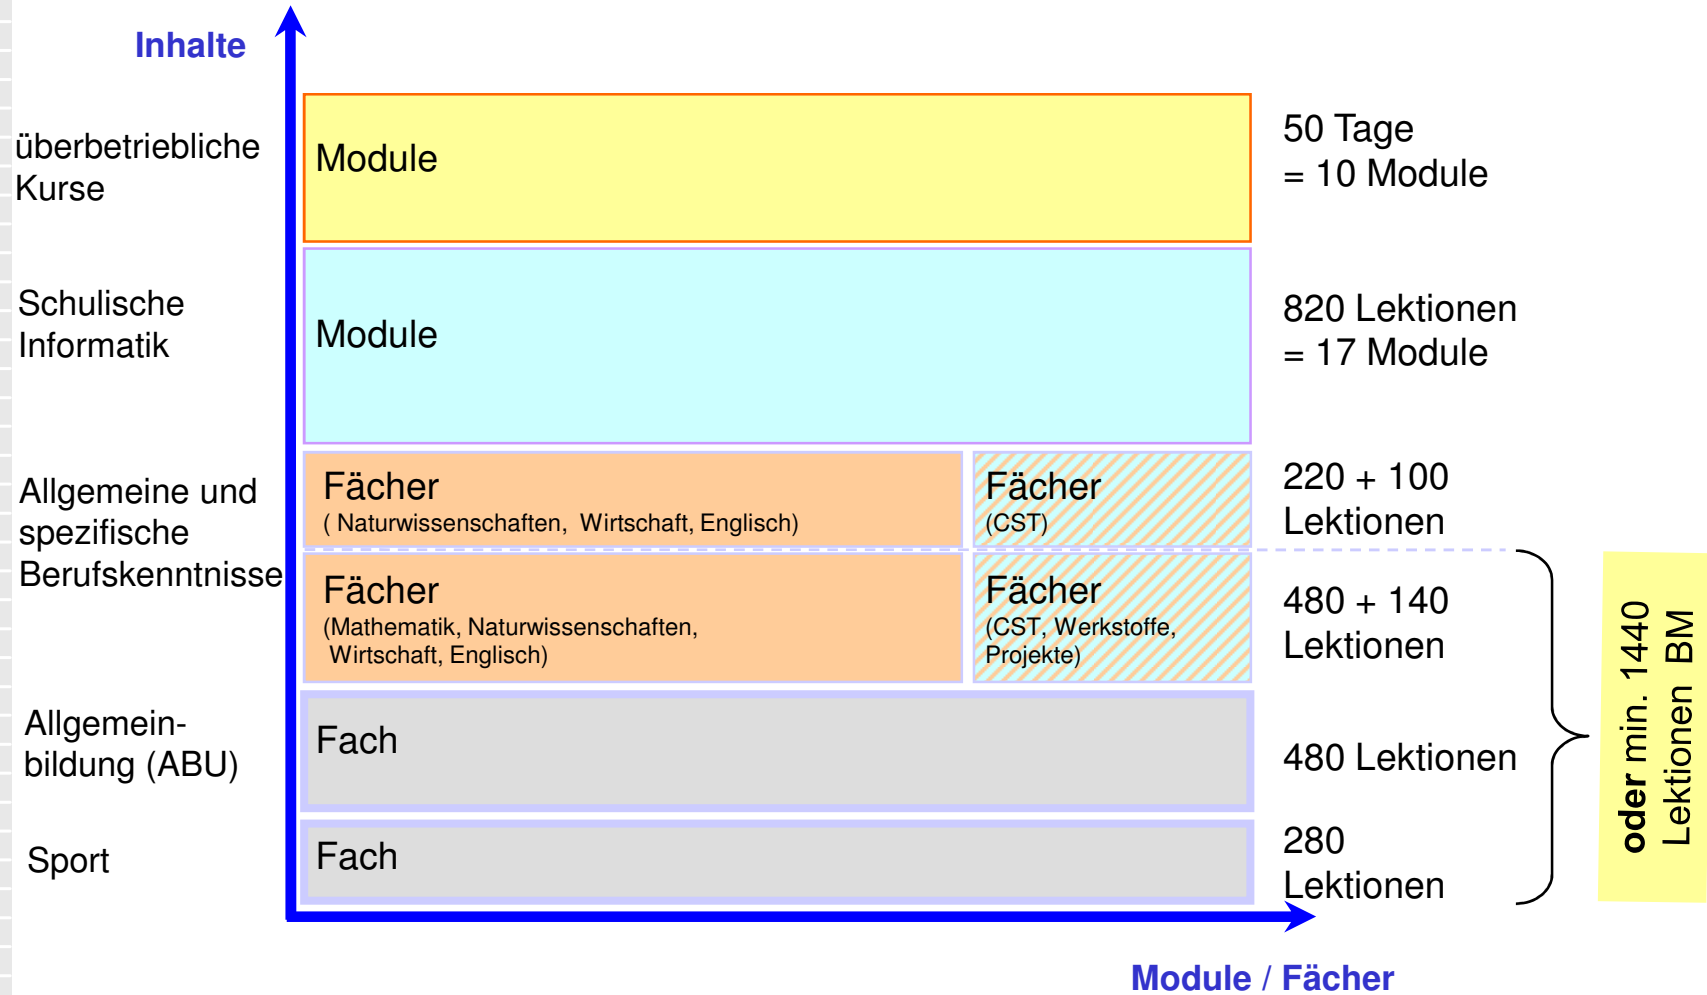 Inhalte
überbetriebliche
Kurse
Module
50 Tage
= 10 Module
Schulische
Informatik
Module
820 Lektionen
= 17 Module
Allgemeine und
spezifische
Berufskenntnisse
Fächer
( Naturwissenschaften, Wirtschaft, Englisch)
Fächer
(CST)
220 + 100
Lektionen
Fächer
(Mathematik, Naturwissenschaften,
Wirtschaft, Englisch)
Fächer
(CST, Werkstoffe,
Projekte)
480 + 140
Lektionen
Allgemein-
bildung (ABU)
Fach
480 Lektionen
Sport
Fach
280
Lektionen
oder min. 1440
Lektionen BM
Module / Fächer